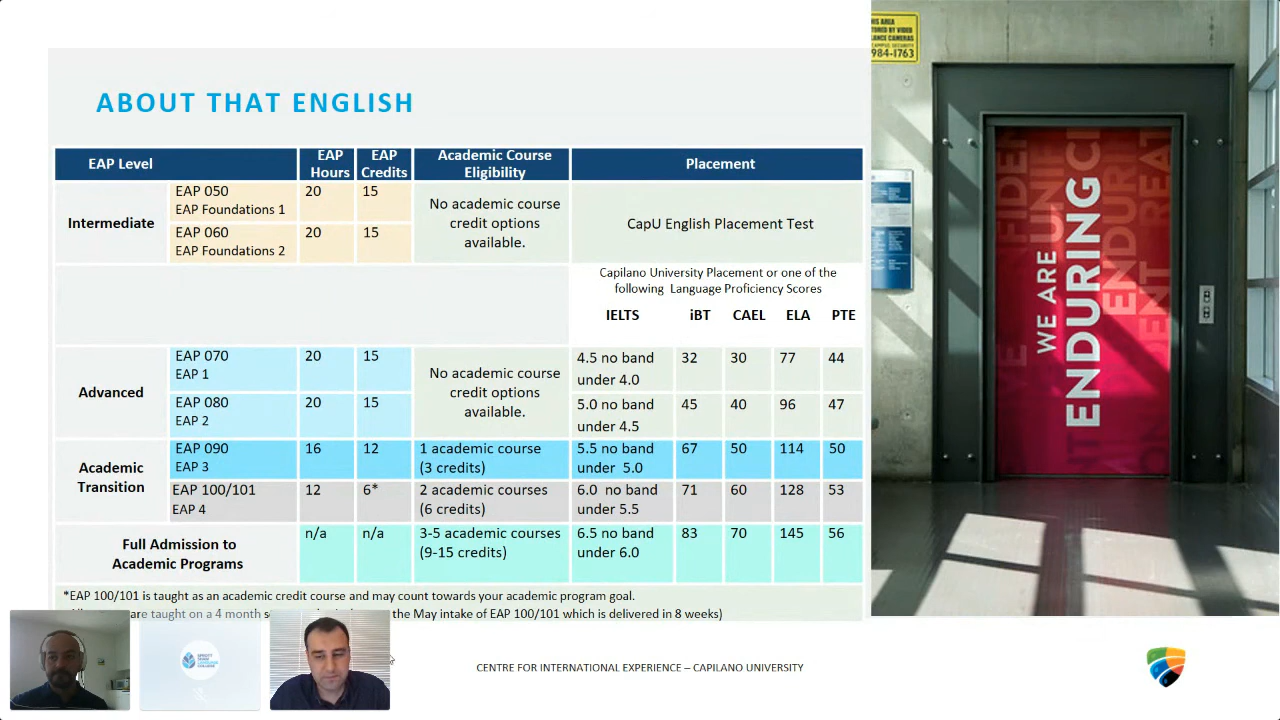 ABOUT THAT ENGLISH
EAP Level
EAP Hours
EAP Credits
Academic Course Eligibility
Placement
Intermediate
EAP 050
EAP Foundations 1
20
15
No academic course
credit options
available.
CapU English Placement Test
EAP 060
EAP Foundations 2
20
15
Capilano University Placement or one of the
following Language Proficiency Scores
IELTS iBT CAEL ELA PTE
Advanced
EAP 070
EAP 1
20
15
No academic course
credit options
available.
4.5 no band
under 4.0
32 30 77 44
EAP 080
EAP 2
20
15
5.0 no band
under 4.5
45 40 96 47
Academic
Transition
EAP 090
EAP 3
16
12
1 academic course
(3 credits)
5.5 no band
under 5.0
67 50 114 50
EAP 100/101
EAP 4
12
6*
2 academic courses
(6 credits)
6.0 no band
under 5.5
71 60 128 53
Full Admission to
Academic Programs
n/a
n/a
3-5 academic courses
(9-15 credits)
6.5 no band
under 6.0
83 70 145 56
*EAP 100/101 is taught as an academic credit course and may count towards your academic program goal.
are taught on a 4 month the May intake of EAP 100/101 which is delivered in 8 weeks)
CENTRE FOR INTERNATIONAL EXPERIENCE – CAPILANO UNIVERSITY
THIS AREA
CAMPUS SECURITY
984-1763
WE ARE
ENDURING